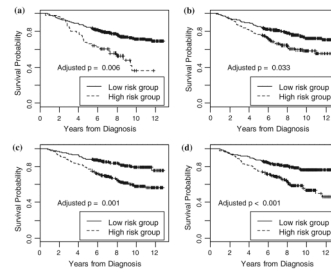 (a)
Survival Probability
0.0 0.4 0.8
Adjusted p = 0.006
Low risk group
High risk group
0 2 4 6 8 10 12
Years from Diagnosis
(b)
Survival Probability
0.0 0.4 0.8
Adjusted p = 0.033
Low risk group
High risk group
0 2 4 6 8 10 12
Years from Diagnosis
(c)
Survival Probability
0.0 0.4 0.8
Adjusted p = 0.001
Low risk group
High risk group
0 2 4 6 8 10 12
Years from Diagnosis
(d)
Survival Probability
0.0 0.4 0.8
Adjusted p < 0.001
Low risk group
High risk group
0 2 4 6 8 10 12
Years from Diagnosis